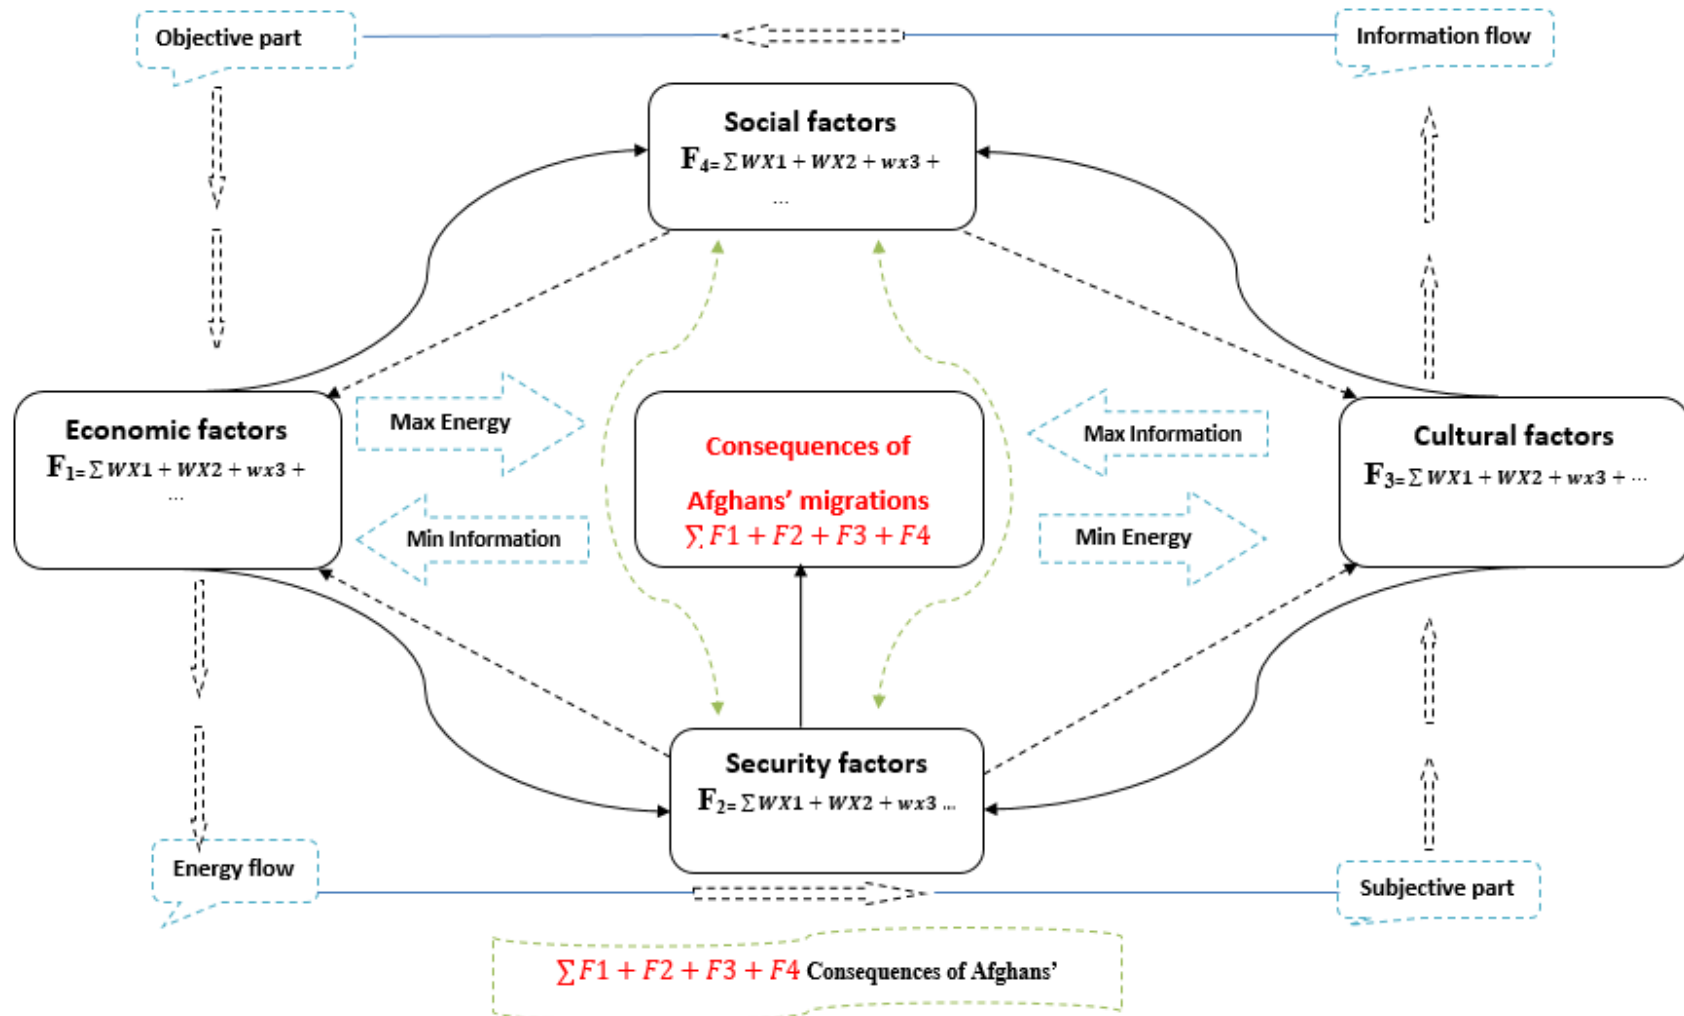 Objective part
Information flow
Social factors
F4= ∑ WX1 + WX2 + wx3 +
...
Economic factors
F1= ∑ WX1 + WX2 + wx3 +
...
Max Energy
Min Information
Consequences of
Afghans’ migrations
∑ F1 + F2 + F3 + F4
Max Information
Min Energy
Cultural factors
F3= ∑ WX1 + WX2 + wx3 + ...
Security factors
F2= ∑ WX1 + WX2 + wx3 ...
Energy flow
Subjective part
∑ F1 + F2 + F3 + F4 Consequences of Afghans’